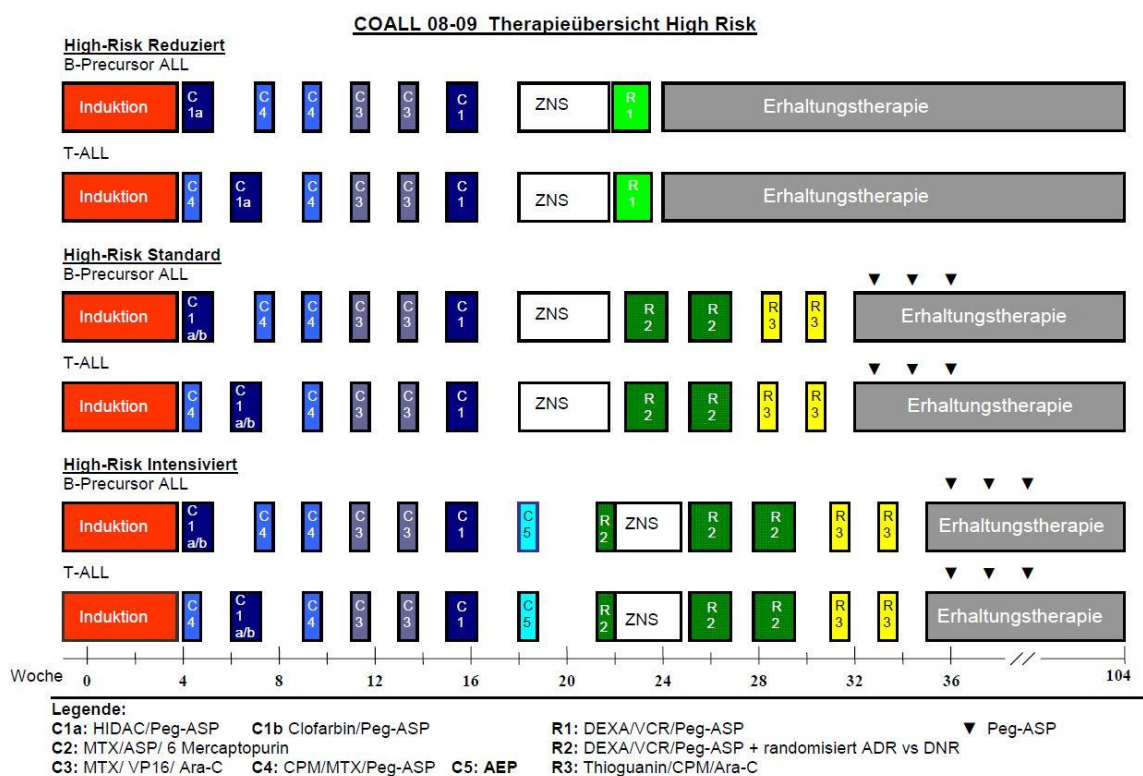 COALL 08-09 Therapieübersicht High Risk
High-Risk Reduziert
B-Precursor ALL
Induktion C 1a C 4 C 4 C 3 C 3 C 1 ZNS R 1 Erhaltungstherapie
T-ALL
Induktion C 4 C 1a C 4 C 3 C 3 C 1 ZNS R 1 Erhaltungstherapie
High-Risk Standard
B-Precursor ALL
Induktion C 1 a/b C 4 C 4 C 3 C 3 C 1 ZNS R 2 R 2 R 3 R 3 Erhaltungstherapie
T-ALL
Induktion C 4 C 1 a/b C 4 C 3 C 3 C 1 ZNS R 2 R 2 R 3 R 3 Erhaltungstherapie
High-Risk Intensiviert
B-Precursor ALL
Induktion C 1 a/b C 4 C 4 C 3 C 3 C 1 C 5 R 2 ZNS R 2 R 2 R 3 R 3 Erhaltungstherapie
T-ALL
Induktion C 4 C 1 a/b C 4 C 3 C 3 C 1 C 5 R 2 ZNS R 2 R 2 R 3 R 3 Erhaltungstherapie
Woche 0 4 8 12 16 20 24 28 32 36 // 104
Legende:
C1a: HIDAC/Peg-ASP C1b Clofarbin/Peg-ASP R1: DEXA/VCR/Peg-ASP ▼ Peg-ASP
C2: MTX/ASP/ 6 Mercaptopurin R2: DEXA/VCR/Peg-ASP + randomisiert ADR vs DNR
C3: MTX/ VP16/ Ara-C C4: CPM/MTX/Peg-ASP C5: AEP R3: Thioguanin/CPM/Ara-C